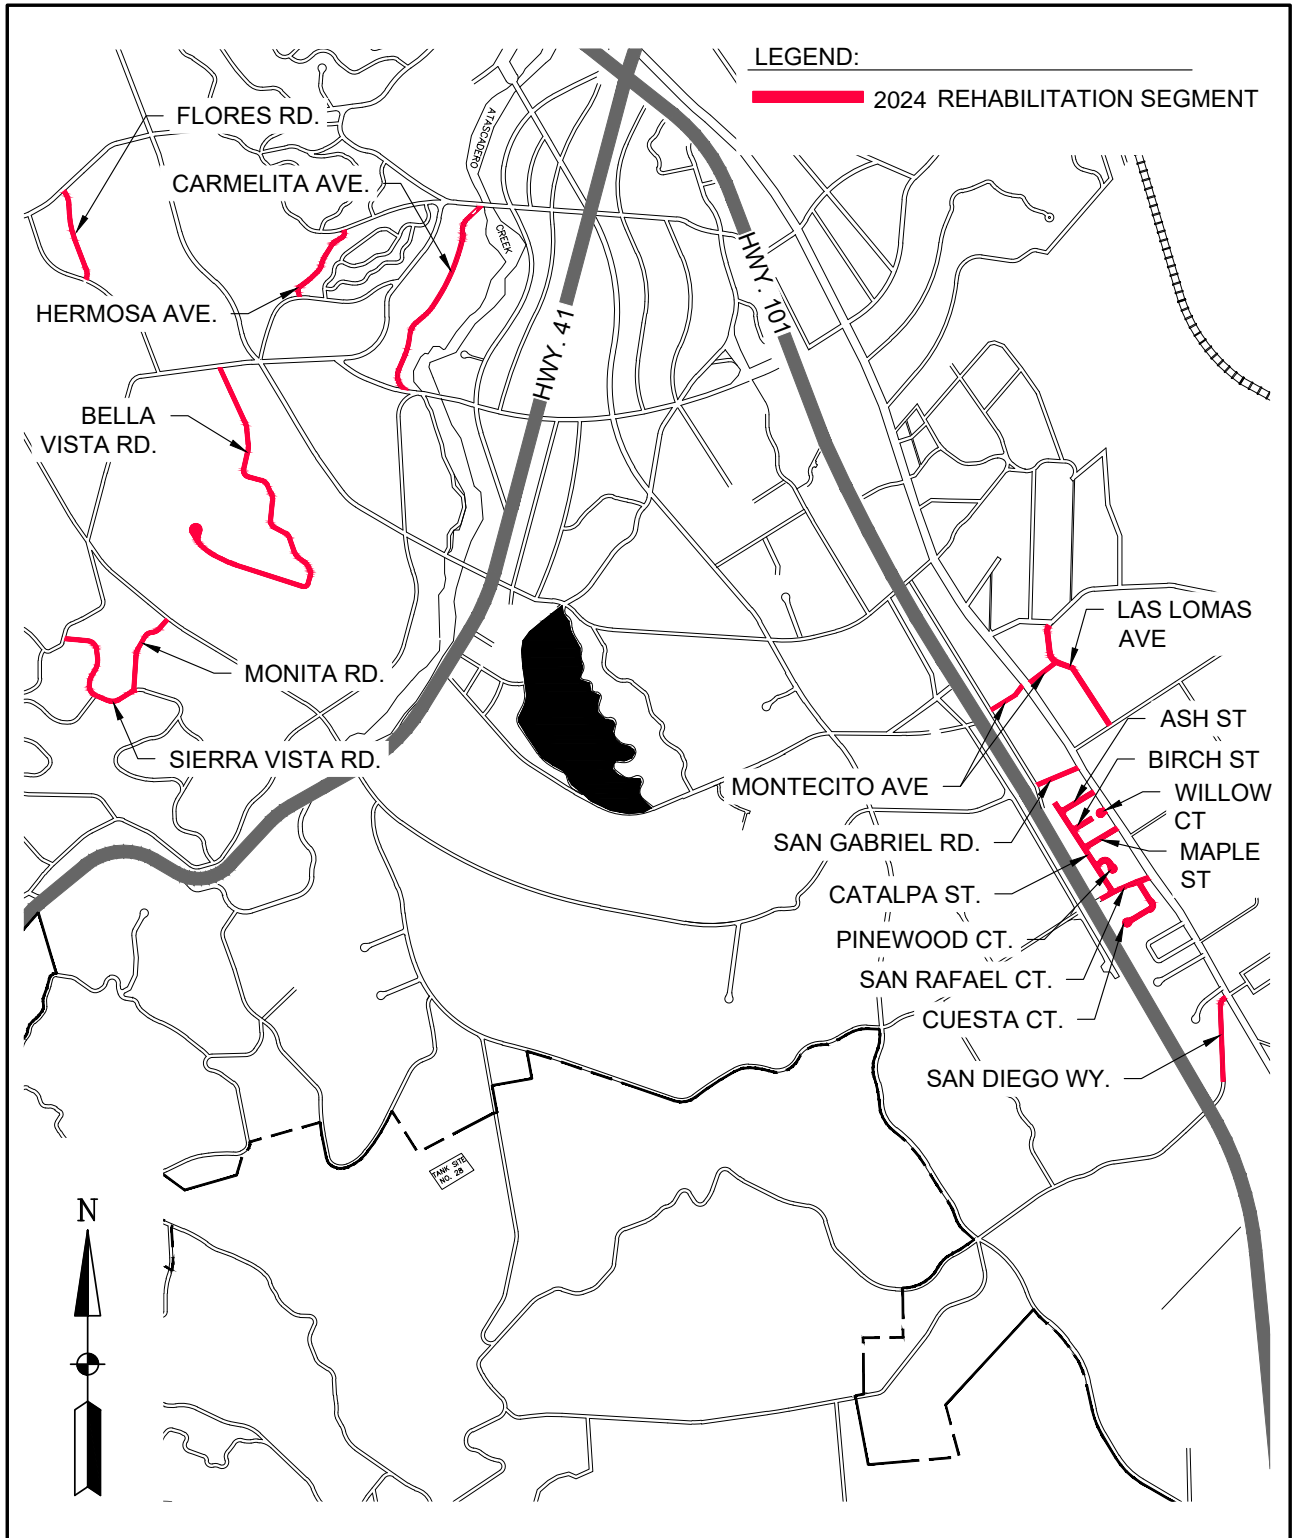 LEGEND:
2024 REHABILITATION SEGMENT
FLORES RD.
CARMELITA AVE.
ATASCADERO
CREEK
HERMOSA AVE.
HWY. 41
HWY. 101
BELLA
VISTA RD.
MONITA RD.
SIERRA VISTA RD.
LAS LOMAS
AVE
ASH ST
BIRCH ST
WILLOW
CT
MAPLE
ST
MONTECITO AVE
SAN GABRIEL RD.
CATALPA ST.
PINEWOOD CT.
SAN RAFAEL CT.
CUESTA CT.
SAN DIEGO WY.
TANK SITE
NO. 28
N